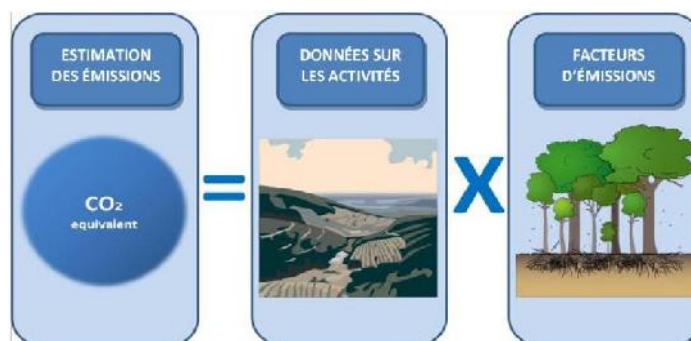 ESTIMATION
DES ÉMISSIONS
CO₂
equivalent
=
DONNÉES SUR
LES ACTIVITÉS
X
FACTEURS
D'ÉMISSIONS